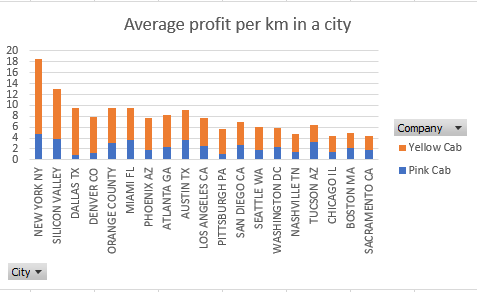 Average profit per km in a city
20
18
16
14
12
10
8
6
4
2
0
NEW YORK NY
SILICON VALLEY
DALLAS TX
DENVER CO
ORANGE COUNTY
MIAMI FL
PHOENIX AZ
ATLANTA GA
AUSTIN TX
LOS ANGELES CA
PITTSBURGH PA
SAN DIEGO CA
SEATTLE WA
WASHINGTON DC
NASHVILLE TN
TUCSON AZ
CHICAGO IL
BOSTON MA
SACRAMENTO CA
Company
Yellow Cab
Pink Cab
City